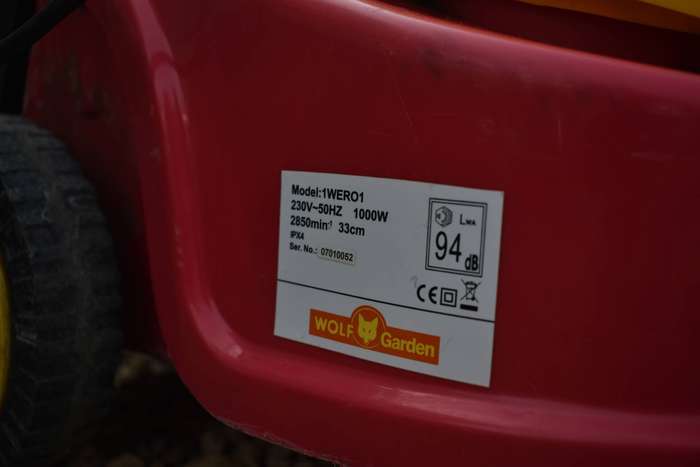 Model:1WERO1
230V~50HZ 1000W
2850min⁻¹ 33cm
IPX4
Ser. No.: 07010052
LWA
94 dB
CE
WOLF Garden